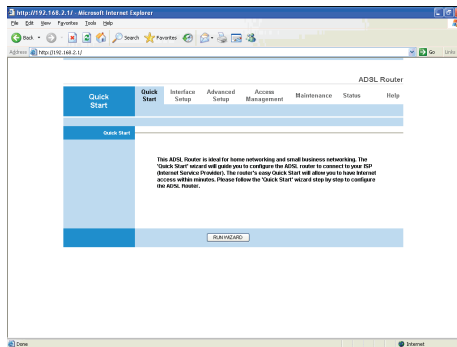 http://192.168.2.1/ - Microsoft Internet Explorer
File Edit View Favorites Tools Help
Back Search Favorites
Address http://192.168.2.1/ Go Links
ADSL Router
Quick Start
Quick Start Interface Setup Advanced Setup Access Management Maintenance Status Help
Quick Start
This ADSL Router is ideal for home networking and small business networking. The
'Quick Start' wizard will guide you to configure the ADSL router to connect to your ISP
(Internet Service Provider). The router's easy Quick Start will allow you to have Internet
access within minutes. Please follow the 'Quick Start' wizard step by step to configure
the ADSL Router.
RUN WIZARD
Done Internet